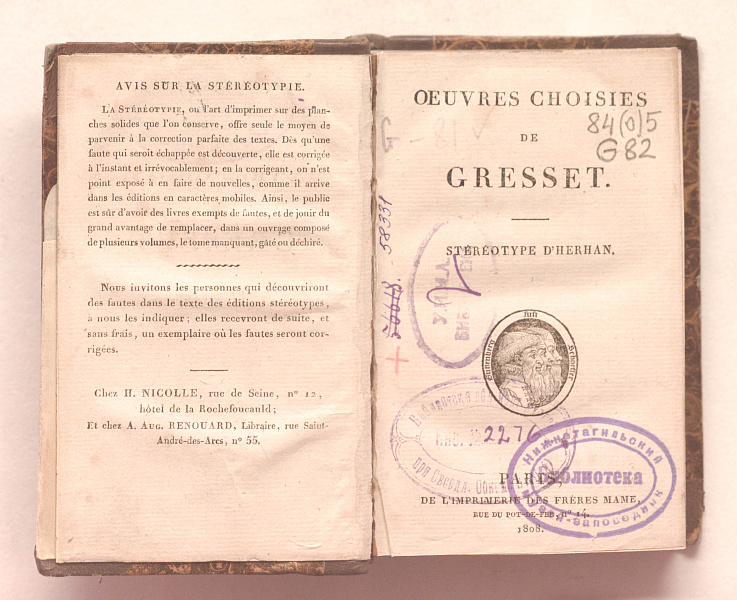 AVIS SUR LA STÉRÉOTYPIE.
LA STÉRÉOTYPIE, ou l'art d'imprimer sur des plan-
ches solides que l'on conserve, offre seule le moyen de
parvenir à la correction parfaite des textes. Dès qu'une
faute qui seroit échappée est découverte, elle est corrigée
à l'instant et irrévocablement; en la corrigeant, on n'est
point exposé à en faire de nouvelles, comme il arrive
dans les éditions en caractères mobiles. Ainsi, le public
est sûr d'avoir des livres exempts de fautes, et de jouir du
grand avantage de remplacer, dans un ouvrage composé
de plusieurs volumes, le tome manquant, gâté ou déchiré.
Nous invitons les personnes qui découvriront
des fautes dans le texte des éditions stéréotypes,
à nous les indiquer; elles recevront de suite, et
sans frais, un exemplaire où les fautes seront cor-
rigées.
Chez H. NICOLLE, rue de Seine, n° 12,
hôtel de la Rochefoucauld;
Et chez A. AUG. RENOUARD, Libraire, rue Saint-
André-des-Arcs, n° 55.
OEUVRES CHOISIES
DE
GRESSET.
84(0)5
G82
G - 81
STÉRÉOTYPE D'HERHAN.
58331
Guttemberg Fust Schoeffer
2276
Нижнетагильский
библиотека
PARIS,
DE L'IMPRIMERIE DES FRÈRES MAME,
RUE DU POT-DE-FER, n° 14.
1808.